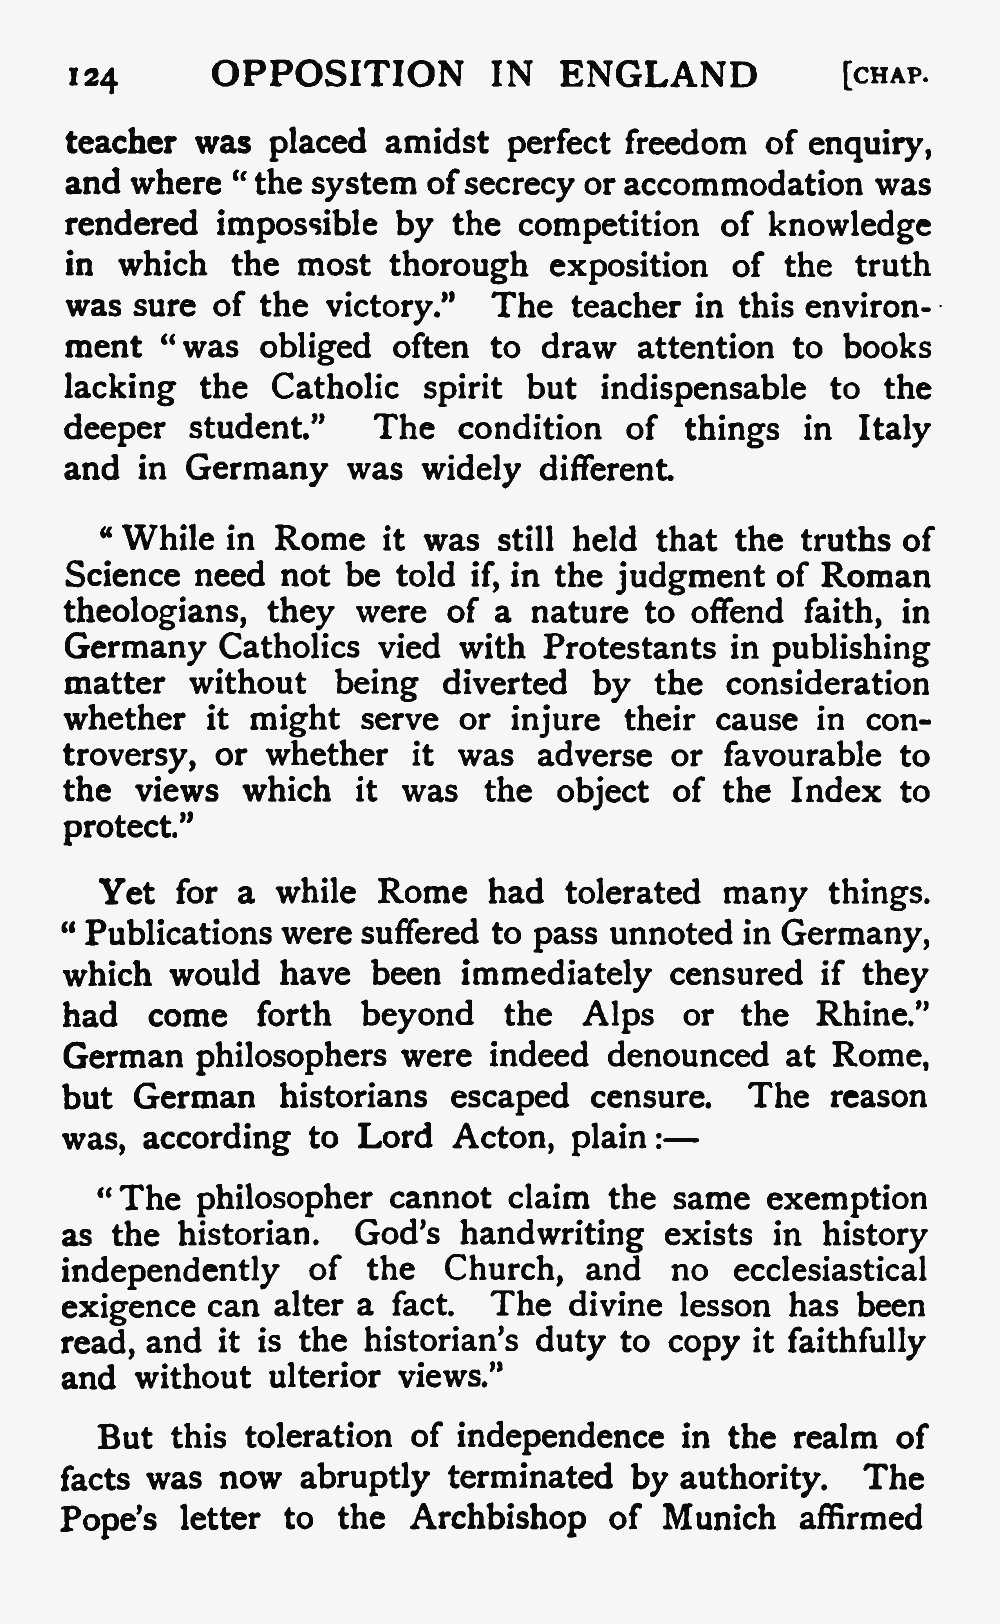 124 OPPOSITION IN ENGLAND [CHAP.
teacher was placed amidst perfect freedom of enquiry,
and where “ the system of secrecy or accommodation was
rendered impossible by the competition of knowledge
in which the most thorough exposition of the truth
was sure of the victory.” The teacher in this environ-
ment “ was obliged often to draw attention to books
lacking the Catholic spirit but indispensable to the
deeper student.” The condition of things in Italy
and in Germany was widely different.
“ While in Rome it was still held that the truths of
Science need not be told if, in the judgment of Roman
theologians, they were of a nature to offend faith, in
Germany Catholics vied with Protestants in publishing
matter without being diverted by the consideration
whether it might serve or injure their cause in con-
troversy, or whether it was adverse or favourable to
the views which it was the object of the Index to
protect.”
Yet for a while Rome had tolerated many things.
“ Publications were suffered to pass unnoted in Germany,
which would have been immediately censured if they
had come forth beyond the Alps or the Rhine.”
German philosophers were indeed denounced at Rome,
but German historians escaped censure. The reason
was, according to Lord Acton, plain :—
“ The philosopher cannot claim the same exemption
as the historian. God’s handwriting exists in history
independently of the Church, and no ecclesiastical
exigence can alter a fact. The divine lesson has been
read, and it is the historian’s duty to copy it faithfully
and without ulterior views.”
But this toleration of independence in the realm of
facts was now abruptly terminated by authority. The
Pope’s letter to the Archbishop of Munich affirmed